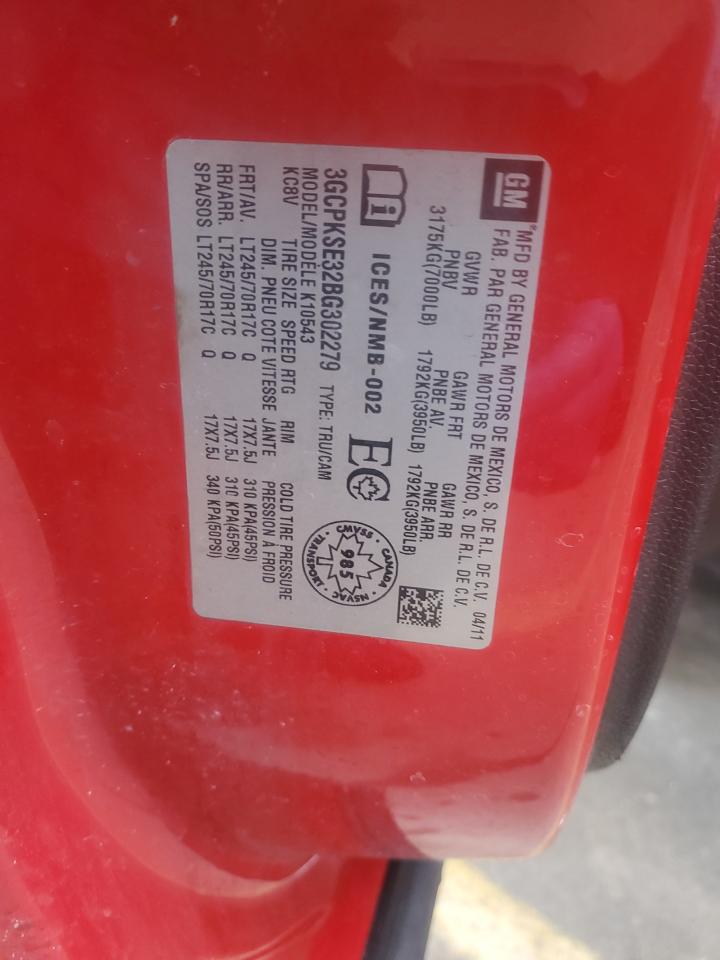 GM
*MFD BY GENERAL MOTORS DE MEXICO, S. DE R.L. DE C.V. 04/11
FAB. PAR GENERAL MOTORS DE MEXICO, S. DE R.L. DE C.V.
GVWR GAWR FRT GAWR RR
PNBV PNBE AV. PNBE ARR.
3175KG(7000LB) 1792KG(3950LB) 1792KG(3950LB)
i ICES/NMB-002 EC
CANADA
CMVSS NSVAC
985
TRANSPORT
3GCPKSE32BG302279 TYPE: TRU/CAM
MODEL/MODÈLE K10543
KC8V TIRE SIZE SPEED RTG RIM COLD TIRE PRESSURE
DIM. PNEU COTE VITESSE JANTE PRESSION À FROID
FRT/AV. LT245/70R17C Q 17X7.5J 310 KPA(45PSI)
RR/ARR. LT245/70R17C Q 17X7.5J 310 KPA(45PSI)
SPA/SOS LT245/70R17C Q 17X7.5J 340 KPA(50PSI)